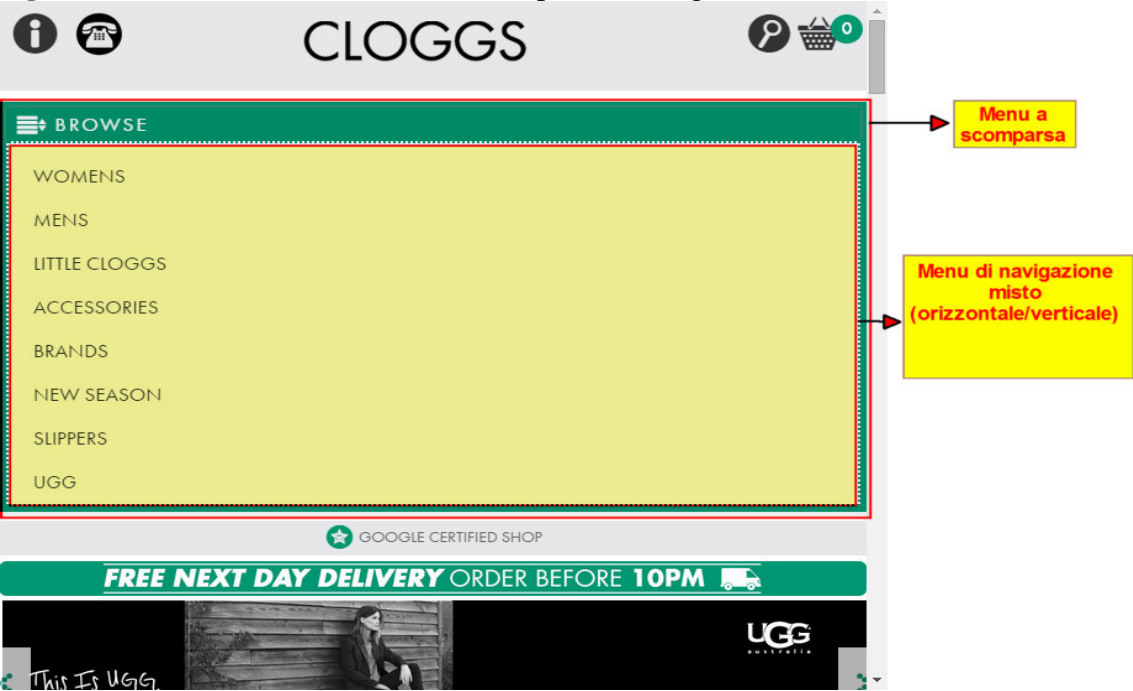 CLOGGS
0
BROWSE
Menu a
scomparsa
WOMENS
MENS
LITTLE CLOGGS
ACCESSORIES
BRANDS
NEW SEASON
SLIPPERS
UGG
Menu di navigazione
misto
(orizzontale/verticale)
GOOGLE CERTIFIED SHOP
FREE NEXT DAY DELIVERY ORDER BEFORE 10PM
UGG
australia
This Is UGG.